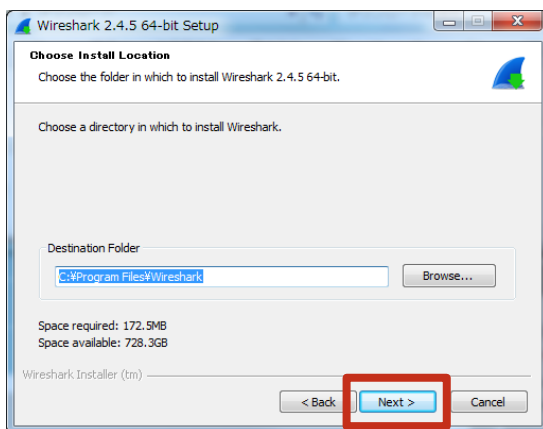 Wireshark 2.4.5 64-bit Setup
Choose Install Location
Choose the folder in which to install Wireshark 2.4.5 64-bit.
Choose a directory in which to install Wireshark.
Destination Folder
C:¥Program Files¥Wireshark
Browse...
Space required: 172.5MB
Space available: 728.3GB
Wireshark Installer (tm)
< Back
Next >
Cancel